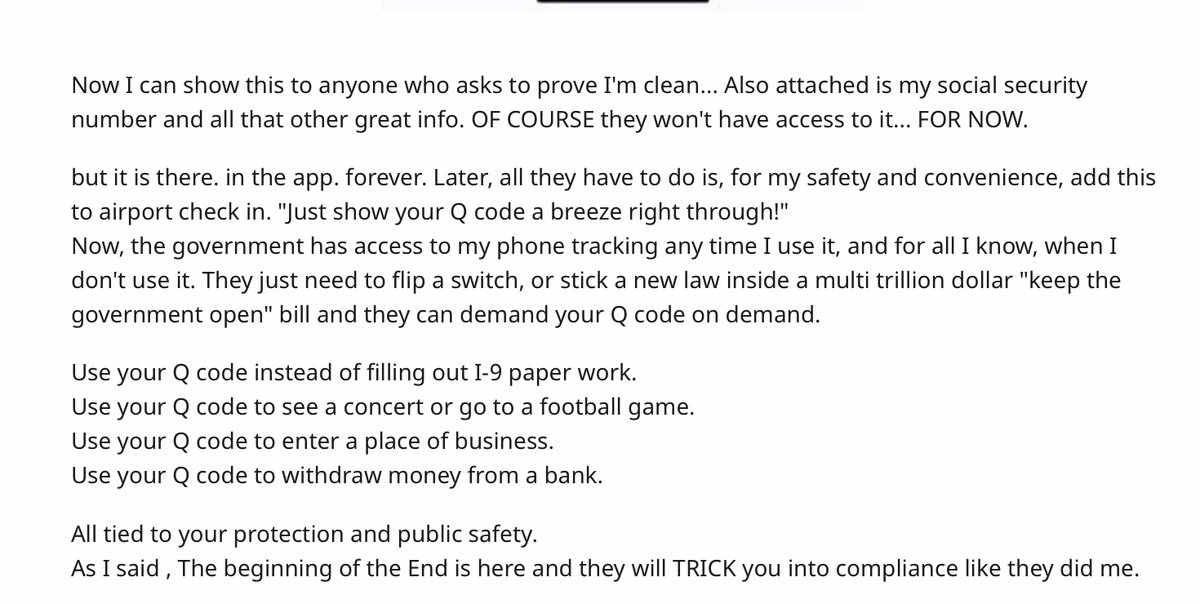 Now I can show this to anyone who asks to prove I'm clean... Also attached is my social security
number and all that other great info. OF COURSE they won't have access to it... FOR NOW.
but it is there. in the app. forever. Later, all they have to do is, for my safety and convenience, add this
to airport check in. "Just show your Q code a breeze right through!"
Now, the government has access to my phone tracking any time I use it, and for all I know, when I
don't use it. They just need to flip a switch, or stick a new law inside a multi trillion dollar "keep the
government open" bill and they can demand your Q code on demand.
Use your Q code instead of filling out I-9 paper work.
Use your Q code to see a concert or go to a football game.
Use your Q code to enter a place of business.
Use your Q code to withdraw money from a bank.
All tied to your protection and public safety.
As I said , The beginning of the End is here and they will TRICK you into compliance like they did me.